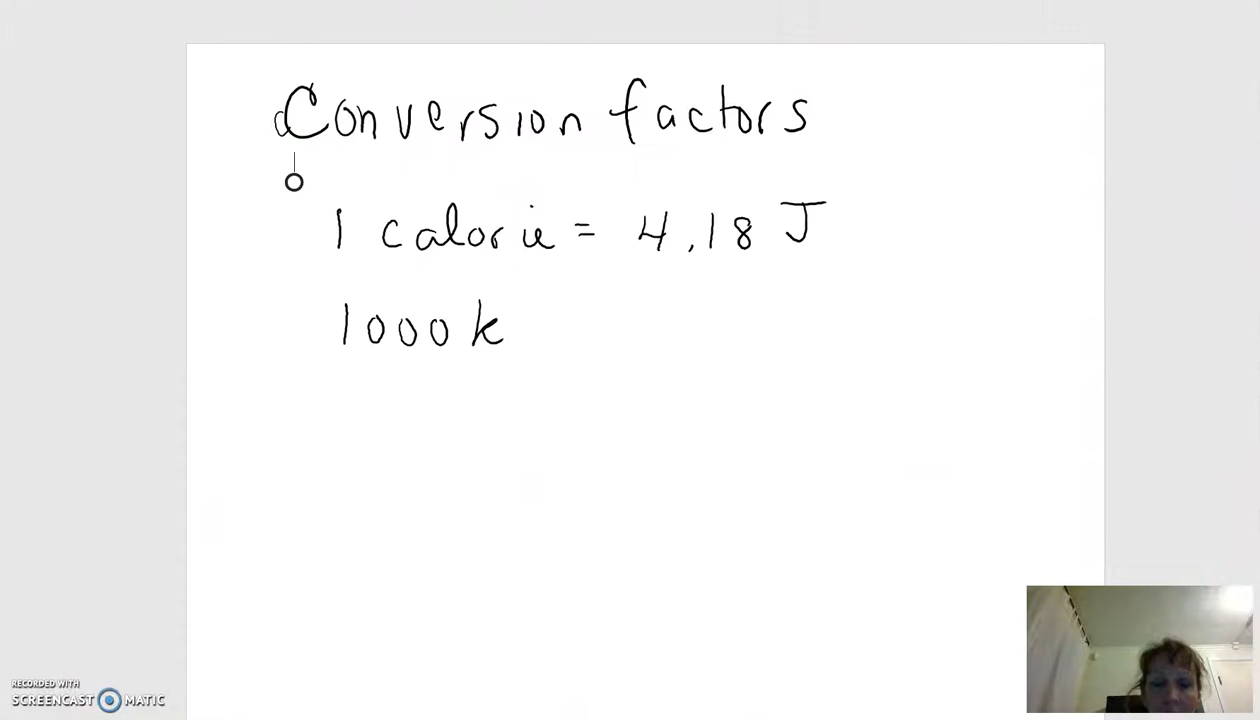 Conversion factors
1 calorie = 4.18 J
1000 k
RECORDED WITH
SCREENCAST MATIC